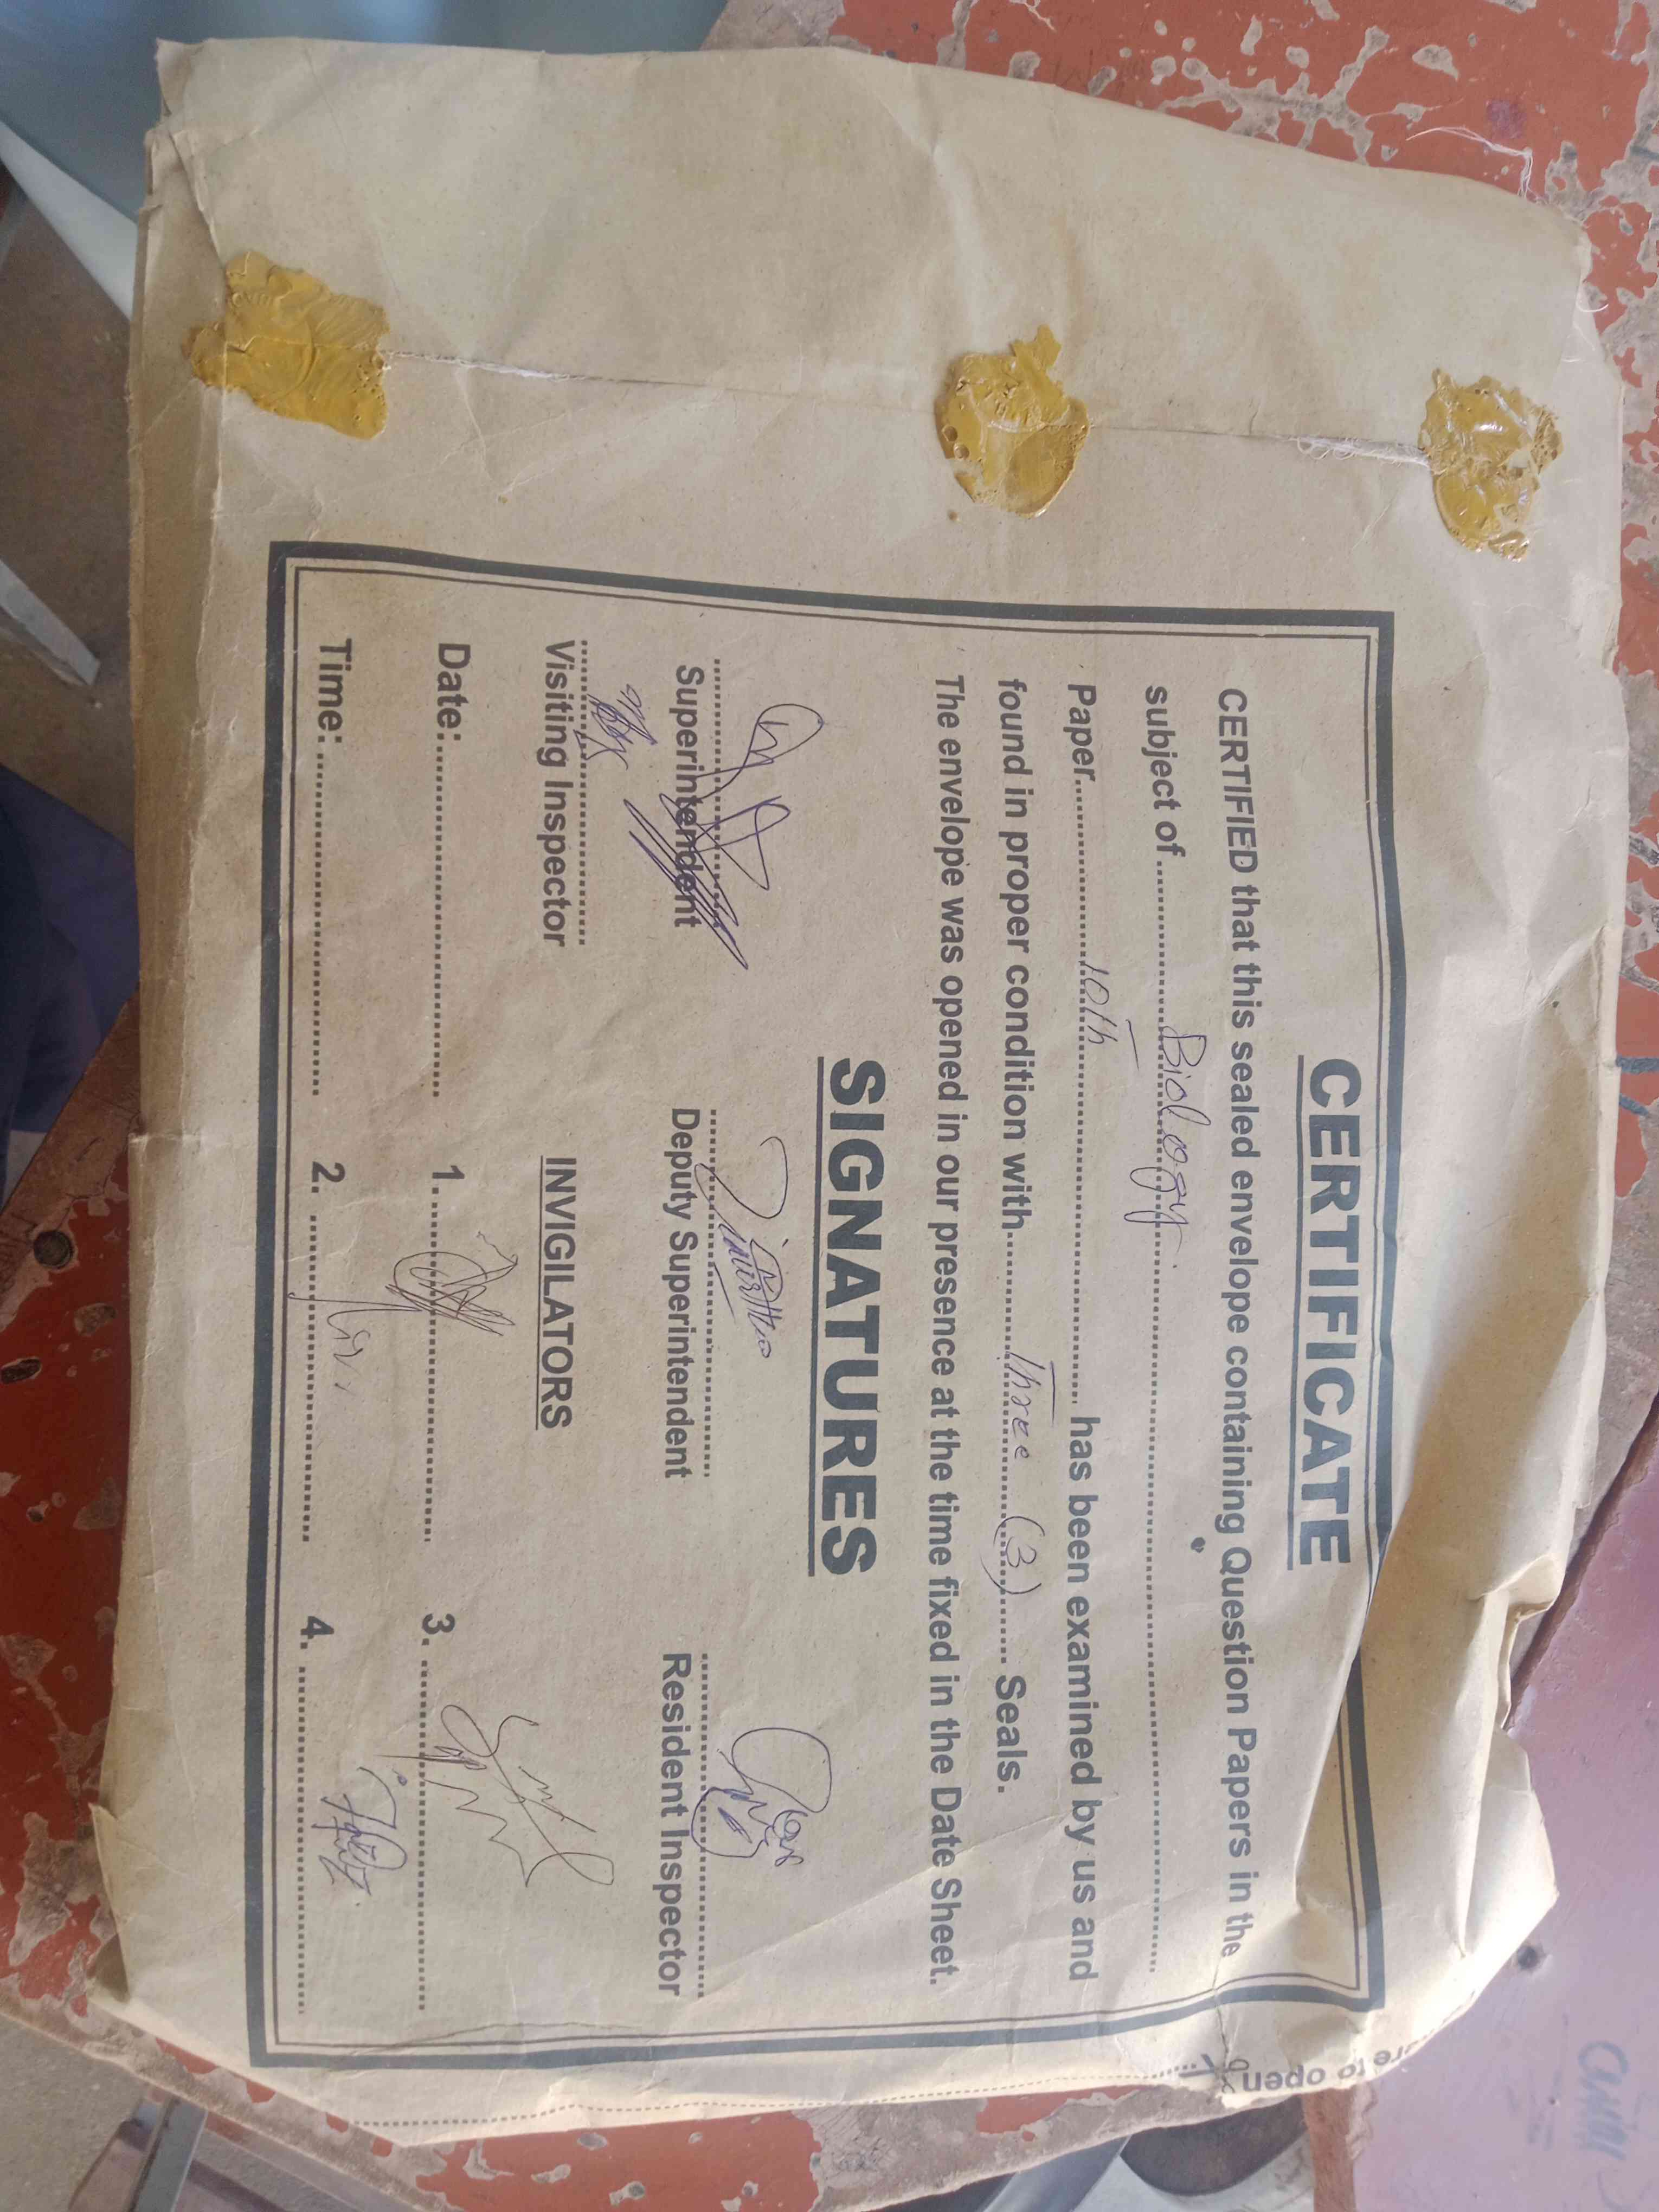 CERTIFICATE
CERTIFIED that this sealed envelope containing Question Papers in the
subject of Biology
Paper 10th has been examined by us and
found in proper condition with Three (3) Seals.
The envelope was opened in our presence at the time fixed in the Date Sheet.
SIGNATURES
Superintendent Deputy Superintendent Resident Inspector
Visiting Inspector INVIGILATORS
Date: 1. 3.
Time: 2. 4.
to open